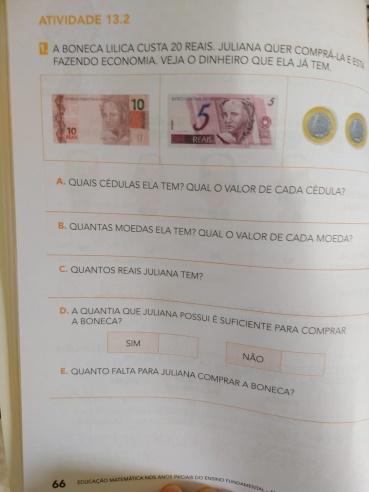 ATIVIDADE 13.2
1. A BONECA LILICA CUSTA 20 REAIS. JULIANA QUER COMPRÁ-LA E ESTÁ
FAZENDO ECONOMIA. VEJA O DINHEIRO QUE ELA JÁ TEM.
10
10
REAIS
5
5
REAIS
A. QUAIS CÉDULAS ELA TEM? QUAL O VALOR DE CADA CÉDULA?
B. QUANTAS MOEDAS ELA TEM? QUAL O VALOR DE CADA MOEDA?
C. QUANTOS REAIS JULIANA TEM?
D. A QUANTIA QUE JULIANA POSSUI É SUFICIENTE PARA COMPRAR
A BONECA?
SIM
NÃO
E. QUANTO FALTA PARA JULIANA COMPRAR A BONECA?
66 EDUCAÇÃO MATEMÁTICA NOS ANOS INICIAIS DO ENSINO FUNDAMENTAL -